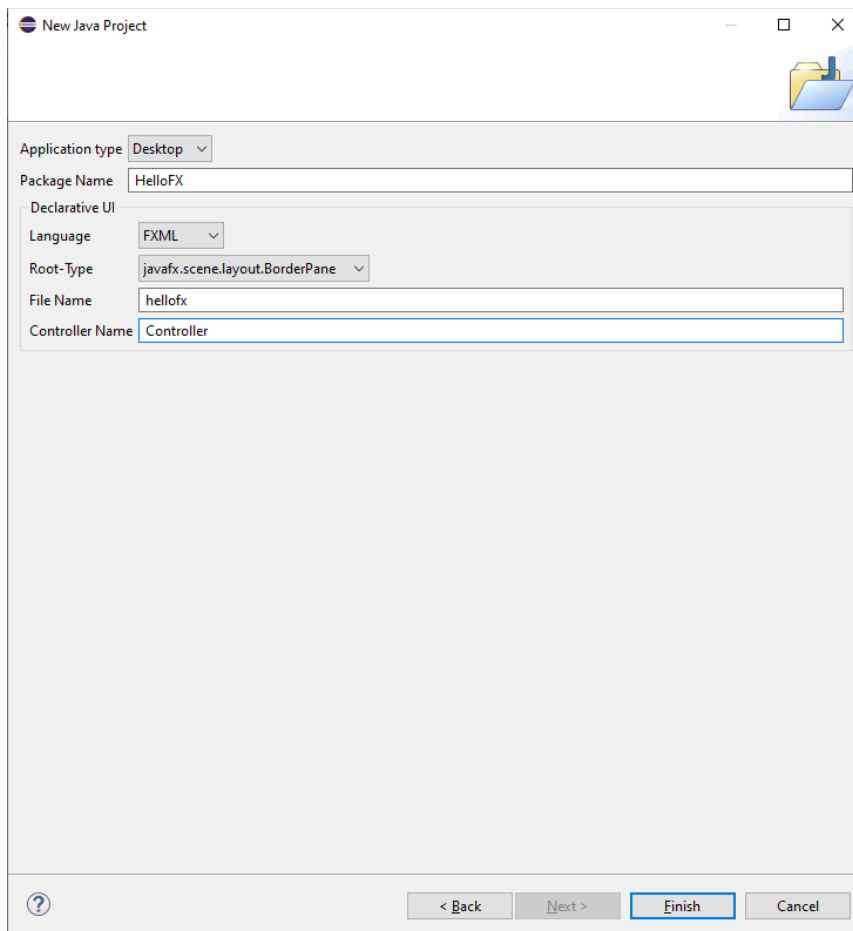 New Java Project
Application type Desktop
Package Name HelloFX
Declarative UI
Language FXML
Root-Type javafx.scene.layout.BorderPane
File Name hellofx
Controller Name Controller
? < Back Next > Finish Cancel